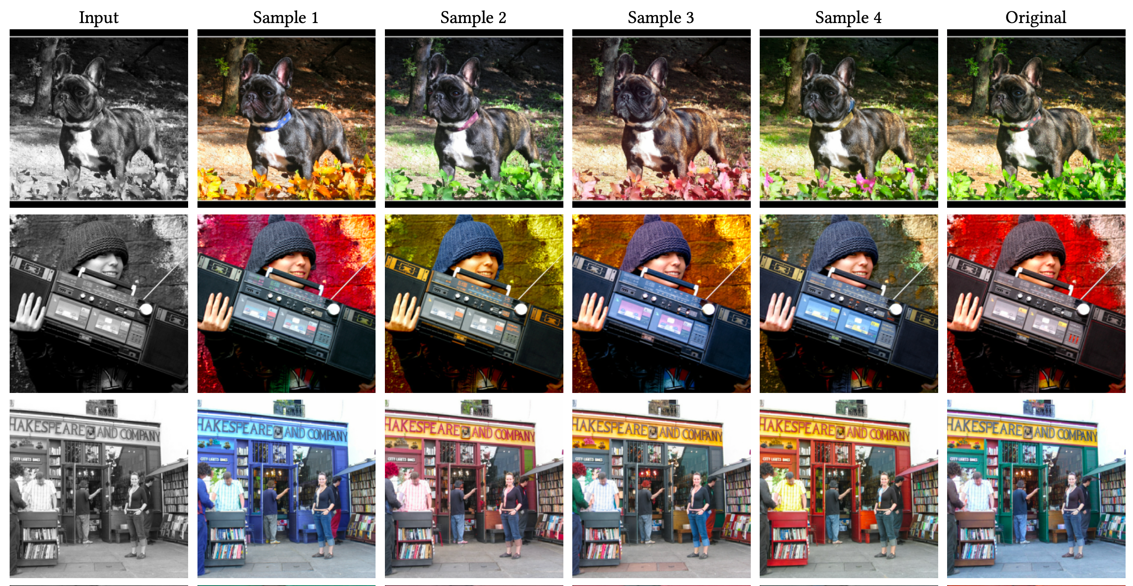 Input Sample 1 Sample 2 Sample 3 Sample 4 Original
HAKESPEARE AND COMPANY HAKESPEARE AND COMPANY HAKESPEARE AND COMPANY HAKESPEARE AND COMPANY HAKESPEARE AND COMPANY HAKESPEARE AND COMPANY